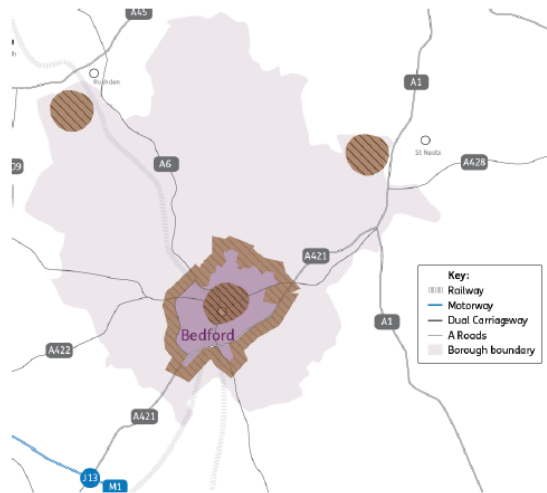 A45
Rushden
A1
St Neots
A6
A428
09
A421
Key:
Railway
Motorway
Dual Carriageway
A Roads
Borough boundary
A1
Bedford
A422
A421
J13
M1